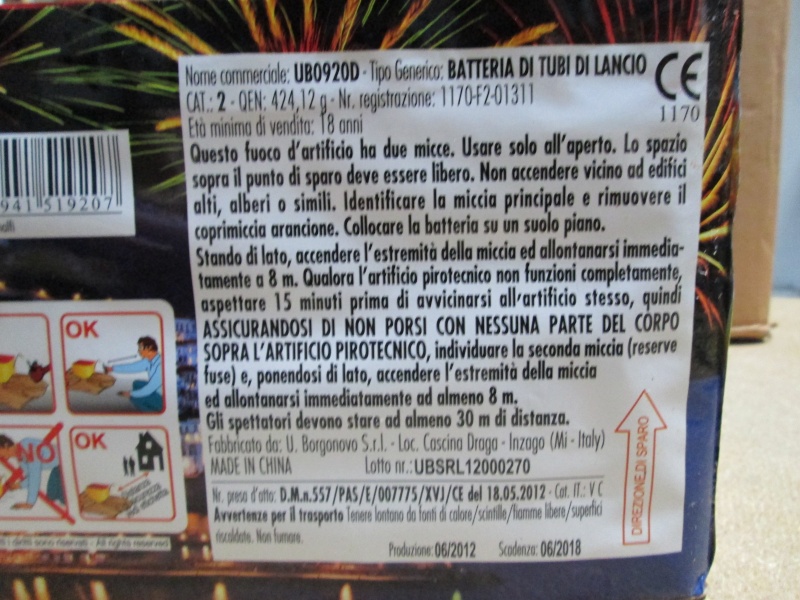 Nome commerciale: UB0920D - Tipo Generico: BATTERIA DI TUBI DI LANCIO
CAT.: 2 - QEN: 424,12 g - Nr. registrazione: 1170-F2-01311
Età minima di vendita: 18 anni
CE
1170
Questo fuoco d'artificio ha due micce. Usare solo all'aperto. Lo spazio
sopra il punto di sparo deve essere libero. Non accendere vicino ad edifici
alti, alberi o simili. Identificare la miccia principale e rimuovere il
coprimiccia arancione. Collocare la batteria su un suolo piano.
Stando di lato, accendere l'estremità della miccia ed allontanarsi immedia-
tamente a 8 m. Qualora l'artificio pirotecnico non funzioni completamente,
aspettare 15 minuti prima di avvicinarsi all'artificio stesso, quindi
ASSICURANDOSI DI NON PORSI CON NESSUNA PARTE DEL CORPO
SOPRA L'ARTIFICIO PIROTECNICO, individuare la seconda miccia (reserve
fuse) e, ponendosi di lato, accendere l'estremità della miccia
ed allontanarsi immediatamente ad almeno 8 m.
Gli spettatori devono stare ad almeno 30 m di distanza.
Fabbricato da: U. Borgonovo S.r.l. - Loc. Cascina Draga - Inzago (Mi - Italy)
MADE IN CHINA Lotto nr.: UBSRL12000270
Nr. presa d'atto: D.M.n.557/PAS/E/007775/XVJ/CE del 18.05.2012 - Cat. IT.: V C
Avvertenze per il trasporto Tenere lontano da fonti di calore/scintille/fiamme libere/superfici
riscaldate. Non fumare.
Produzione: 06/2012 Scadenza: 06/2018
DIREZIONE DI SPARO
941 519207
OK
NO
OK
i diritti sono riservati - All rights reserved